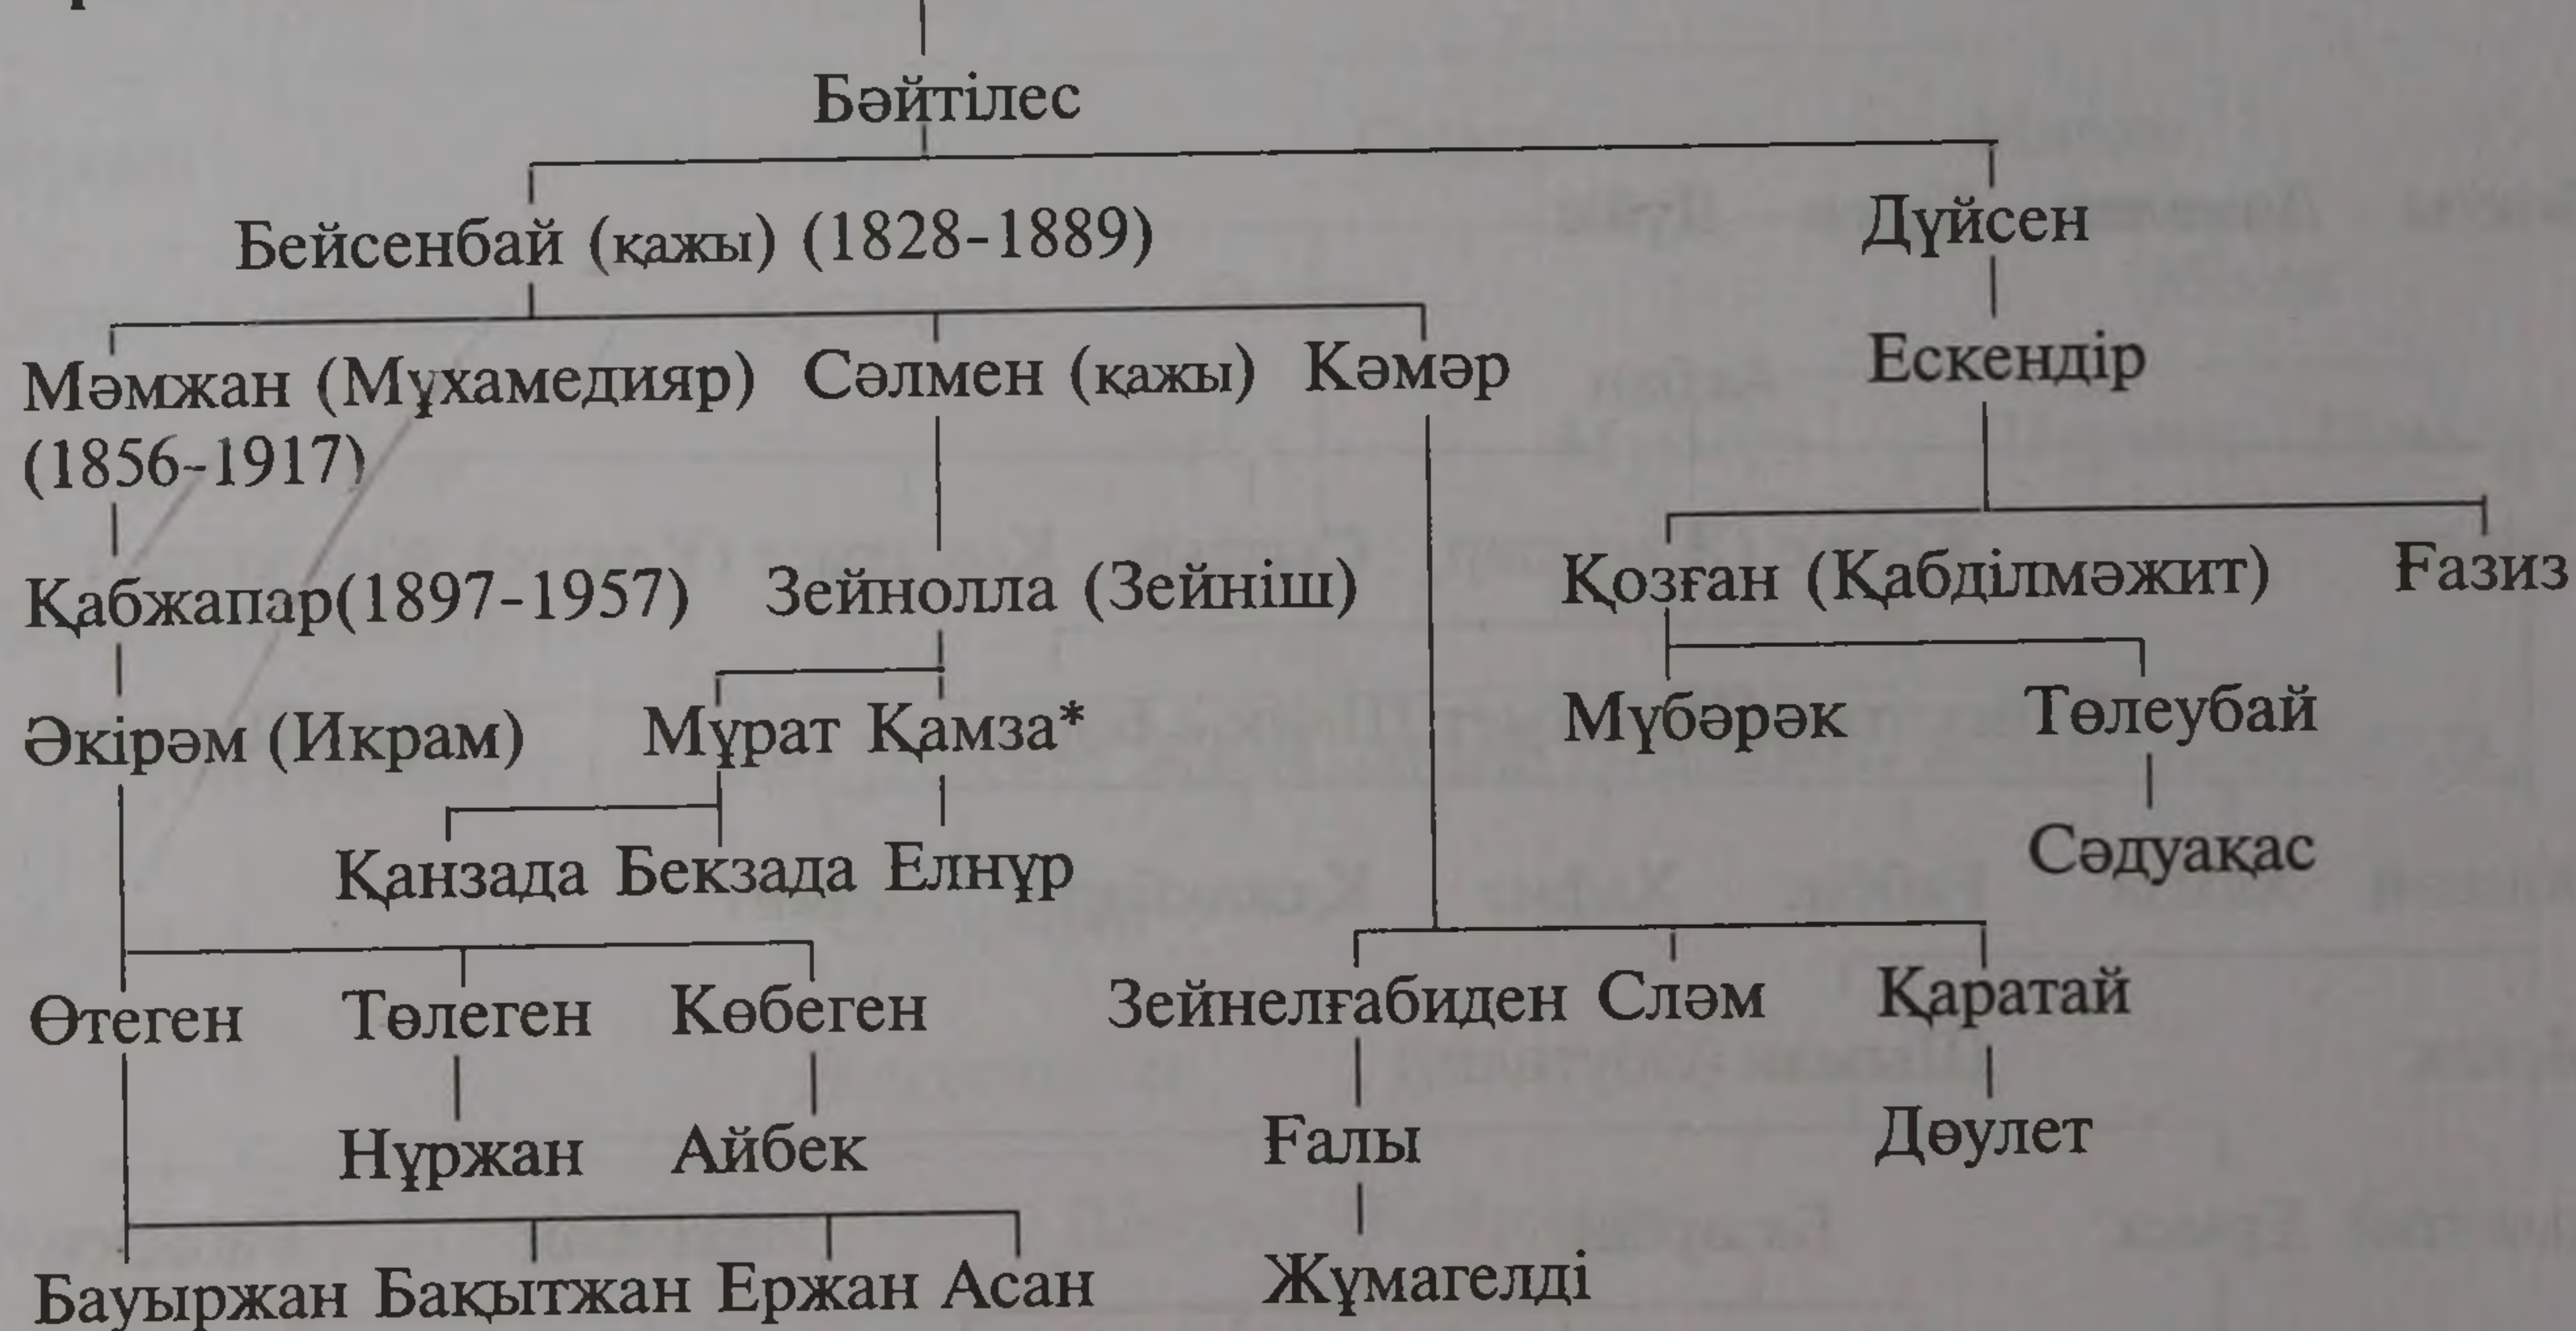 Бәйтілес
Бейсенбай (қажы) (1828-1889) Дүйсен
Мәмжан (Мұхамедияр) Сәлмен (қажы) Кәмәр Ескендір
(1856-1917)
Қабжапар(1897-1957) Зейнолла (Зейніш) Қозған (Қабділмәжит) Ғазиз
Әкірәм (Икрам) Мұрат Қамза* Мүбәрәк Төлеубай
Қанзада Бекзада Елнұр Сәдуақас
Өтеген Төлеген Көбеген Зейнелғабиден Сләм Қаратай
Нұржан Айбек Ғалы Дәулет
Бауыржан Бақытжан Ержан Асан Жұмагелді